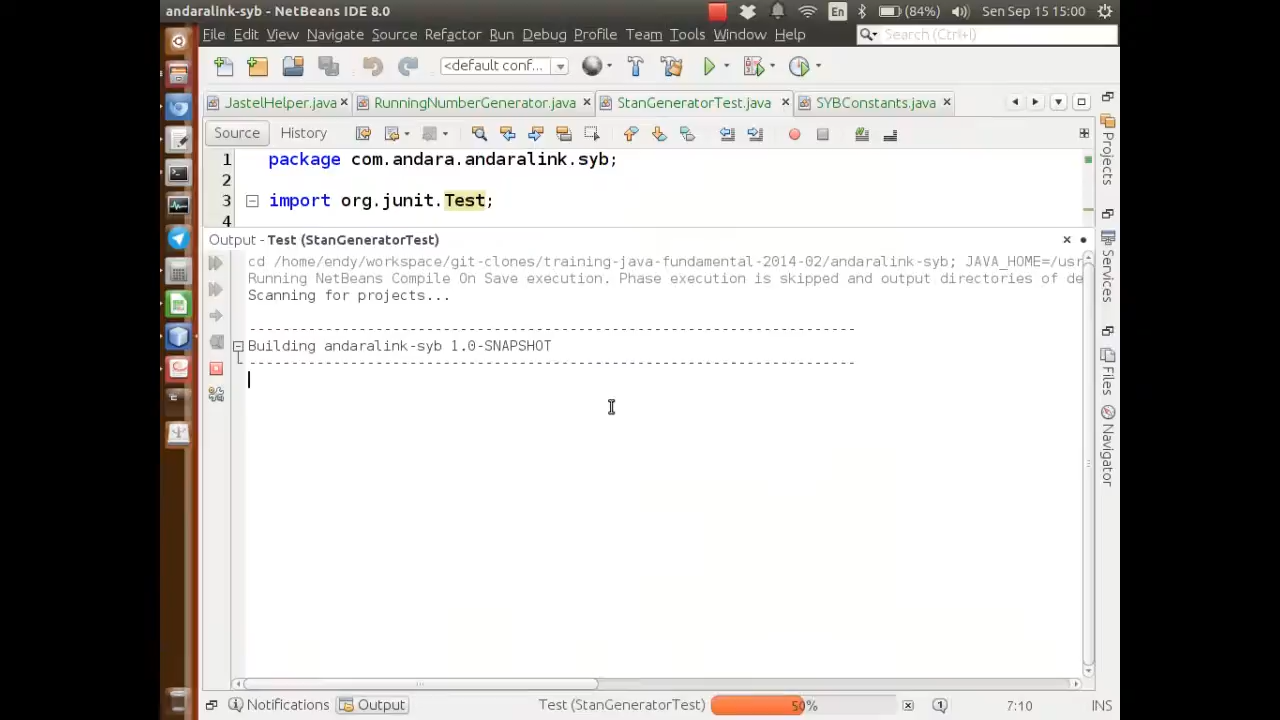 andaralink-syb - NetBeans IDE 8.0
En
(84%)
Sen Sep 15 15:00
File Edit View Navigate Source Refactor Run Debug Profile Team Tools Window Help
Search (Ctrl+I)
<default conf...
JastelHelper.java
RunningNumberGenerator.java
StanGeneratorTest.java
SYBConstants.java
Source History
1 package com.andara.andaralink.syb;
2
3 import org.junit.Test;
4
Output - Test (StanGeneratorTest)
cd /home/endy/workspace/git-clones/training-java-fundamental-2014-02/andaralink-syb; JAVA_HOME=/usr
Running NetBeans Compile On Save execution. Phase execution is skipped and output directories of de
Scanning for projects...
------------------------------------------------------------------------
Building andaralink-syb 1.0-SNAPSHOT
------------------------------------------------------------------------
Projects
Services
Files
Navigator
Notifications
Output
Test (StanGeneratorTest)
50%
1
7:10
INS